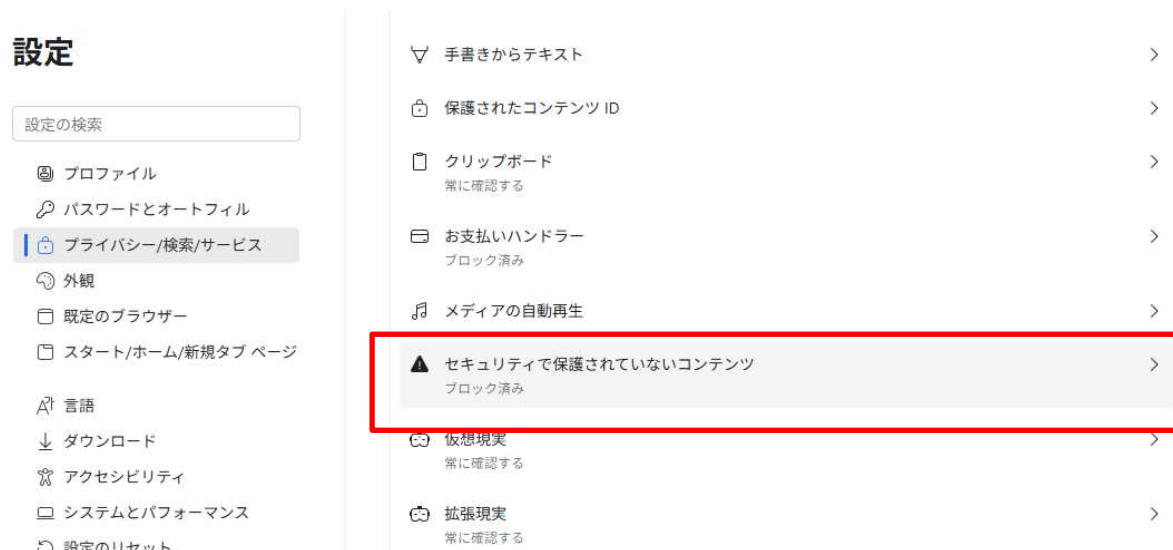 設定
設定の検索
プロファイル
パスワードとオートフィル
プライバシー/検索/サービス
外観
既定のブラウザー
スタート/ホーム/新規タブ ページ
言語
ダウンロード
アクセシビリティ
システムとパフォーマンス
設定のリセット
手書きからテキスト
保護されたコンテンツ ID
クリップボード
常に確認する
お支払いハンドラー
ブロック済み
メディアの自動再生
セキュリティで保護されていないコンテンツ
ブロック済み
仮想現実
常に確認する
拡張現実
常に確認する